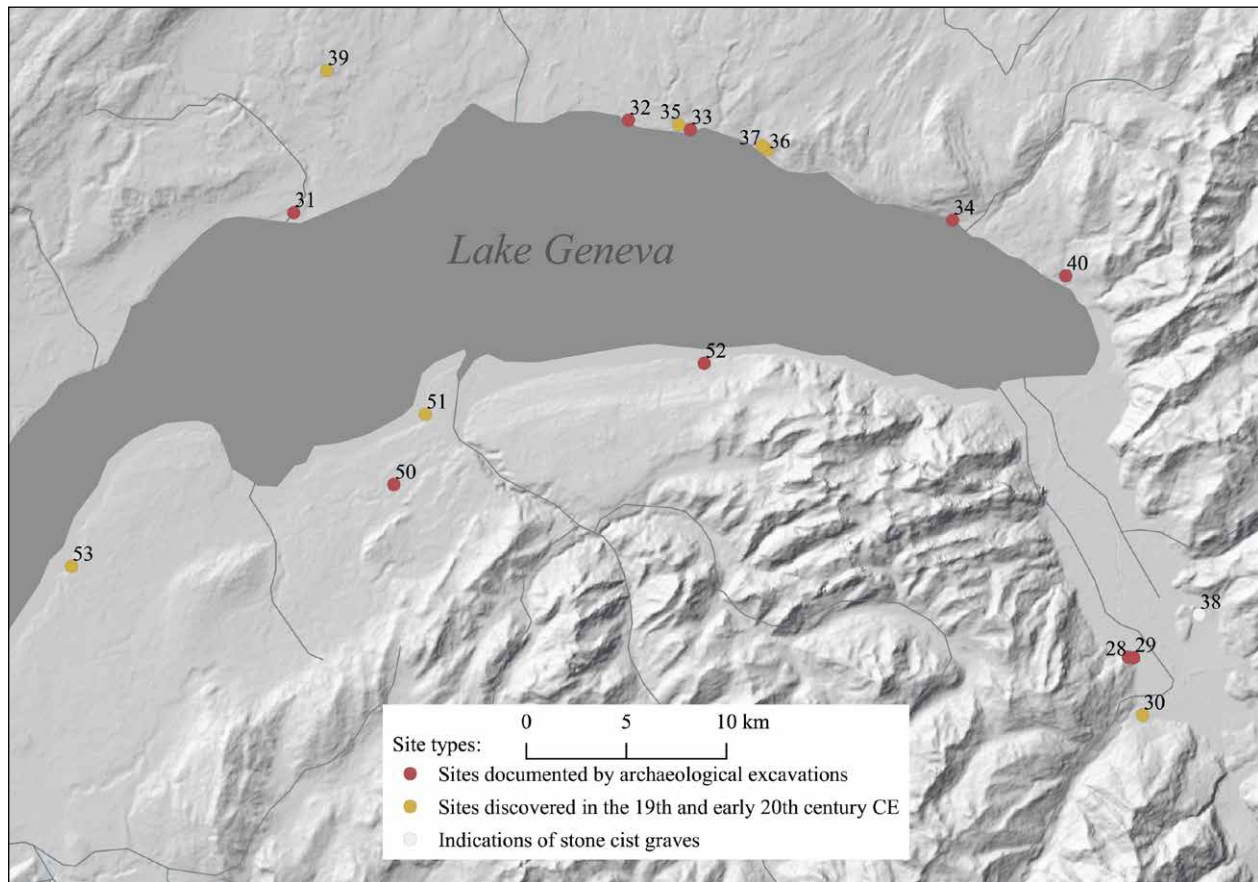 39
32
35
33
37
36
31
34
Lake Geneva
40
52
51
50
53
38
28
29
30
0 5 10 km
Site types:
Sites documented by archaeological excavations
Sites discovered in the 19th and early 20th century CE
Indications of stone cist graves